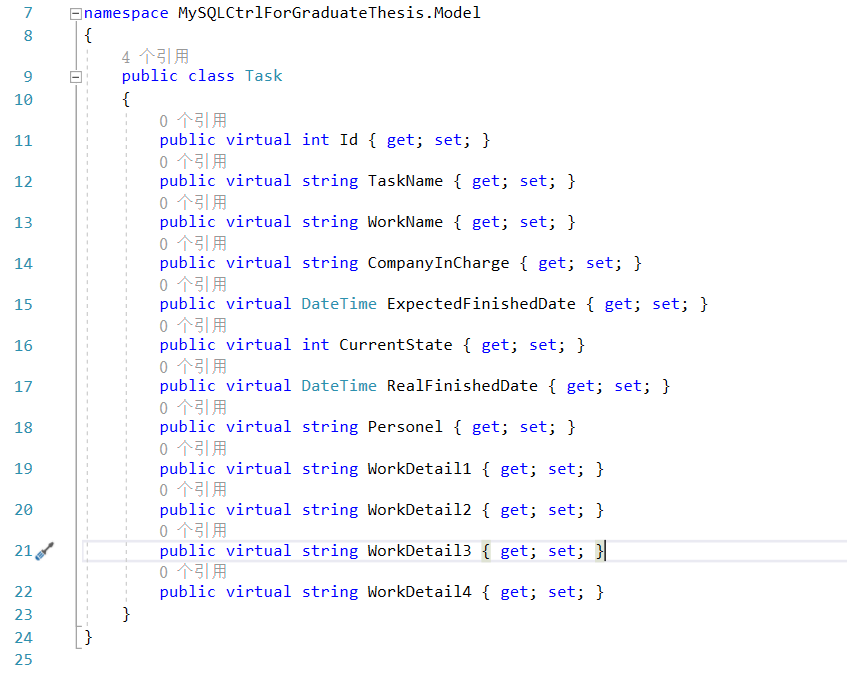 7 namespace MySQLCtrlForGraduateThesis.Model
8 {
4 个引用
9 public class Task
10 {
0 个引用
11 public virtual int Id { get; set; }
0 个引用
12 public virtual string TaskName { get; set; }
0 个引用
13 public virtual string WorkName { get; set; }
0 个引用
14 public virtual string CompanyInCharge { get; set; }
0 个引用
15 public virtual DateTime ExpectedFinishedDate { get; set; }
0 个引用
16 public virtual int CurrentState { get; set; }
0 个引用
17 public virtual DateTime RealFinishedDate { get; set; }
0 个引用
18 public virtual string Personel { get; set; }
0 个引用
19 public virtual string WorkDetail1 { get; set; }
0 个引用
20 public virtual string WorkDetail2 { get; set; }
0 个引用
21 public virtual string WorkDetail3 { get; set; }
0 个引用
22 public virtual string WorkDetail4 { get; set; }
23 }
24 }
25